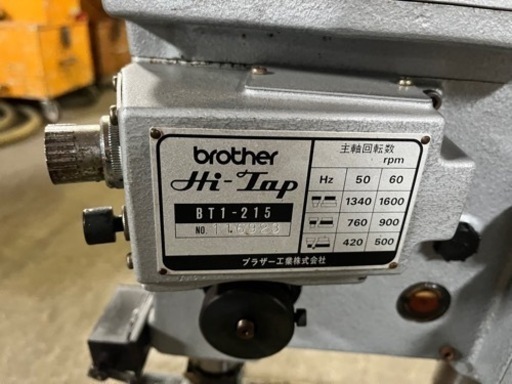 brother
Hi-Tap
BT1-215
NO.
主軸回転数
rpm
Hz 50 60
1340 1600
760 900
420 500
ブラザー工業株式会社